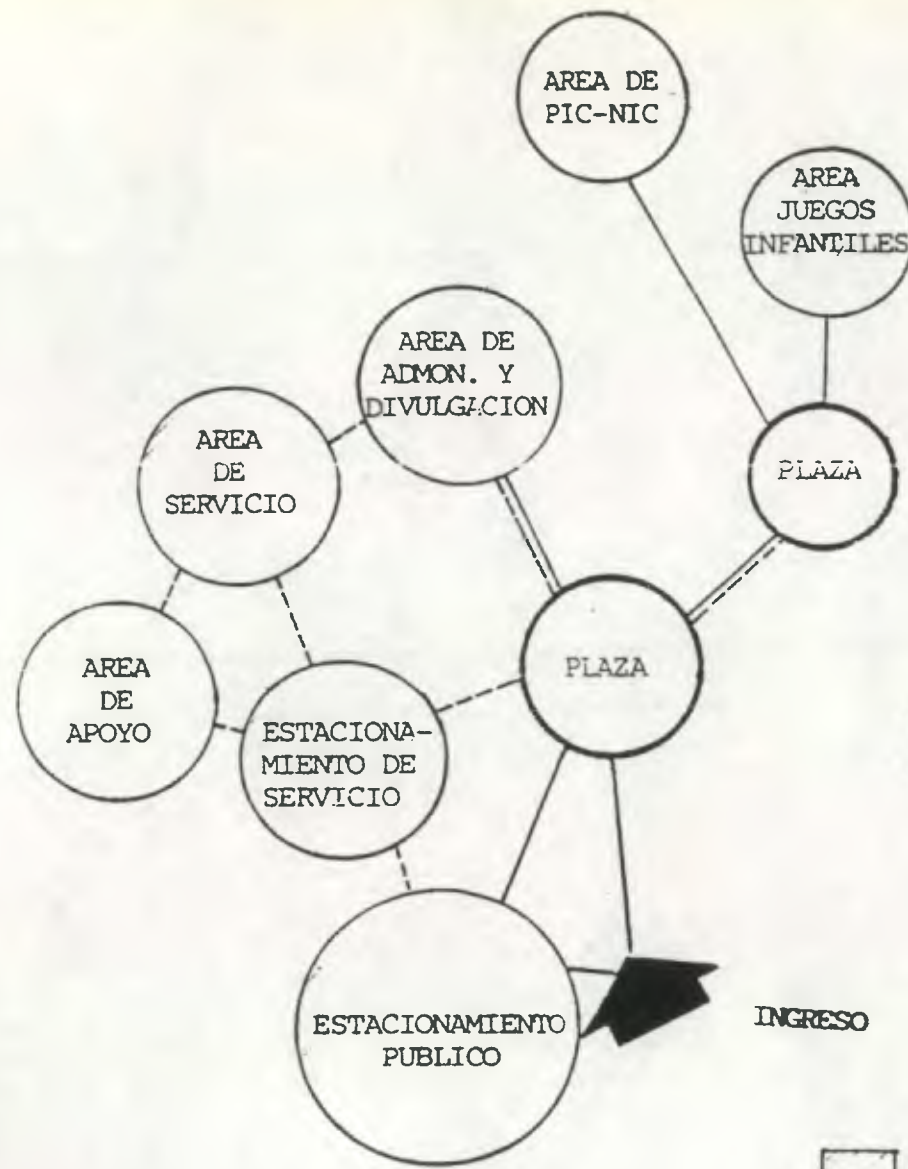 AREA DE
PIC-NIC
AREA
JUEGOS
INFANTILES
AREA DE
ADMON. Y
DIVULGACION
AREA
DE
SERVICIO
PLAZA
PLAZA
AREA
DE
APOYO
ESTACIONA-
MIENTO DE
SERVICIO
ESTACIONAMIENTO
PUBLICO
INGRESO